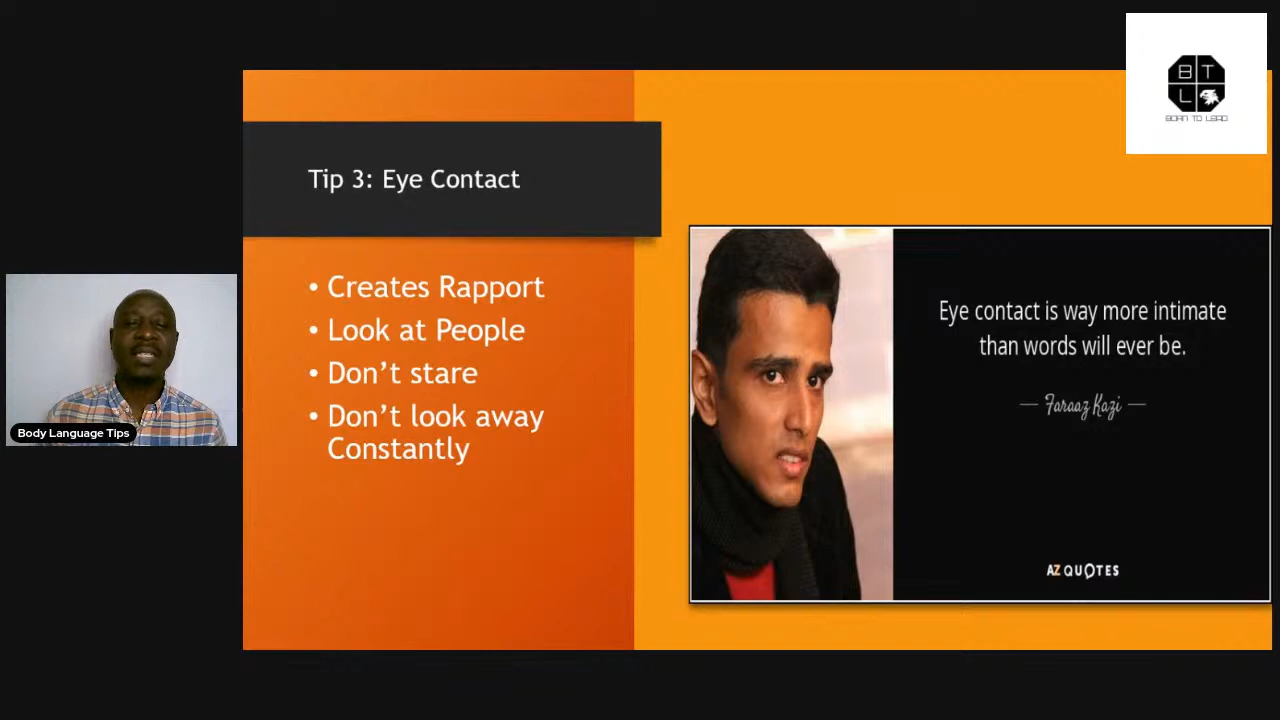 B T
L
BORN TO LEAD
Tip 3: Eye Contact
• Creates Rapport
• Look at People
• Don’t stare
• Don’t look away
Constantly
Eye contact is way more intimate
than words will ever be.
— Faraaz Kazi —
AZ QUOTES
Body Language Tips